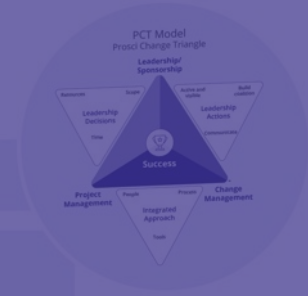 PCT Model
Prosci Change Triangle
Leadership/
Sponsorship
Resources
Scope
Leadership
Decisions
Time
Active and
visible
Build
coalition
Leadership
Actions
Communicate
Success
Project
Management
People
Process
Integrated
Approach
Tools
Change
Management